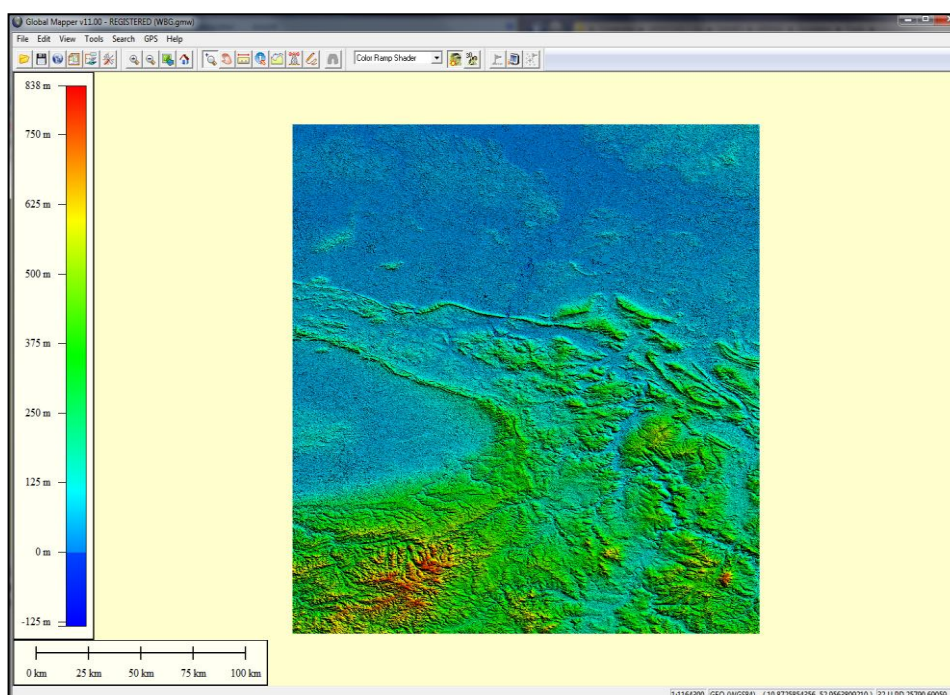 Global Mapper v11.00 - REGISTERED (WBG.gmw)
File Edit View Tools Search GPS Help
Color Ramp Shader
838 m
750 m
625 m
500 m
375 m
250 m
125 m
0 m
-125 m
0 km 25 km 50 km 75 km 100 km